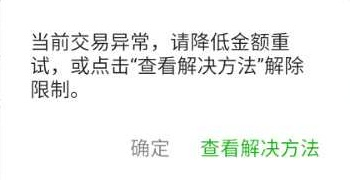 当前交易异常，请降低金额重
试，或点击“查看解决方法”解除
限制。
确定
查看解决方法